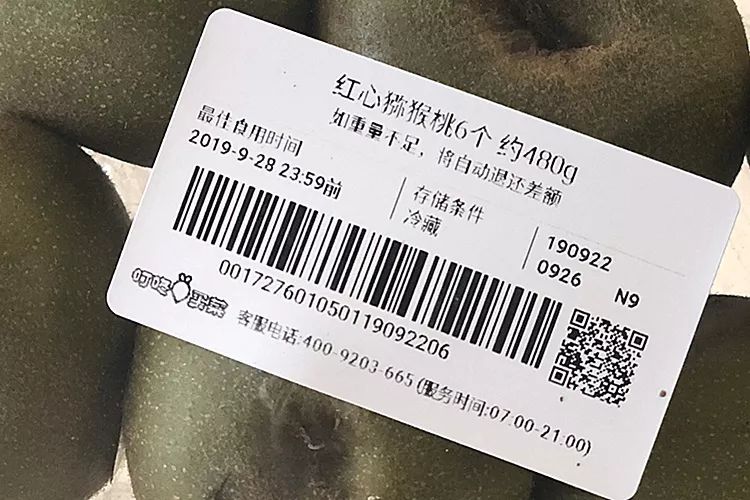 红心猕猴桃6个 约480g
如重量不足，将自动退还差额
最佳食用时间
2019-9-28 23:59前
存储条件
冷藏
190922
0926 N9
001727601050119092206
叮咚买菜
客服电话:400-9203-665 (服务时间:07:00-21:00)